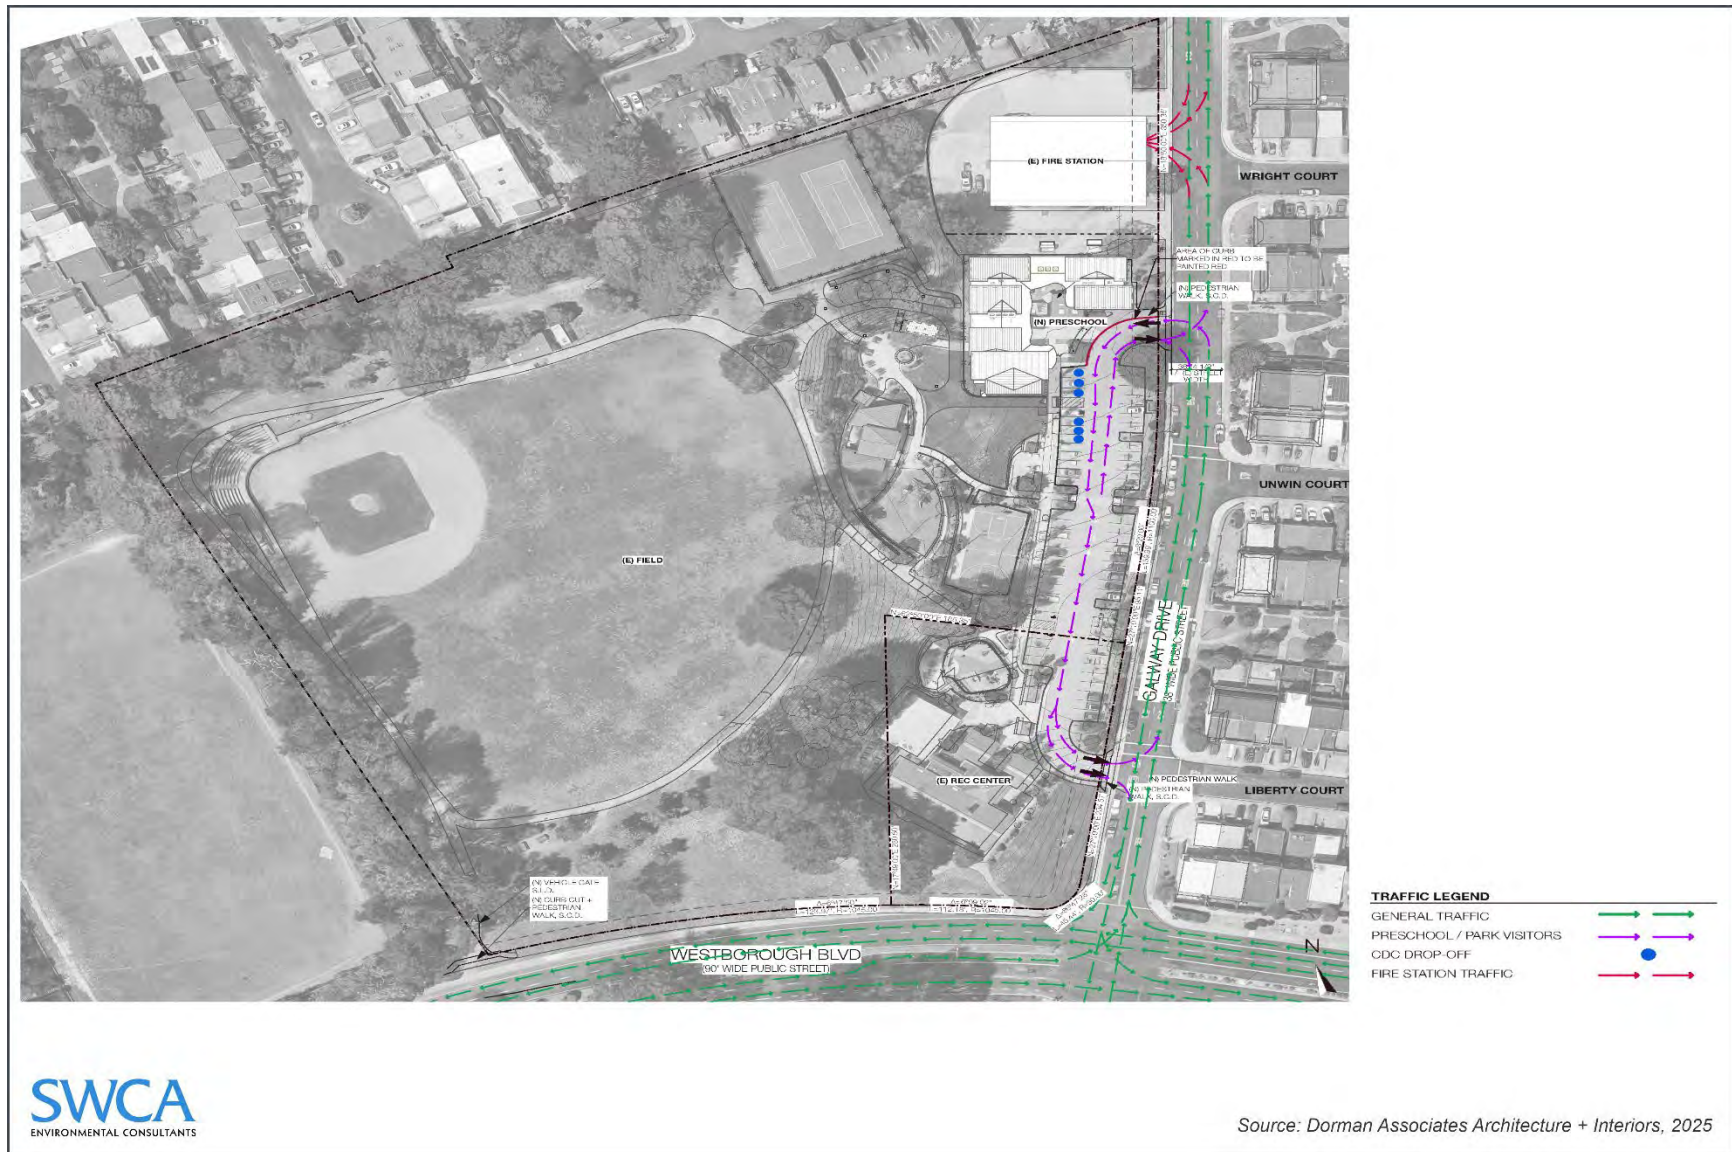 (E) FIRE STATION
WRIGHT COURT
AREA OF CURB
MARKED IN RED TO BE
PAINTED RED
(N) PEDESTRIAN
WALK, S.C.D.
(N) PRESCHOOL
UNWIN COURT
(E) FIELD
GALWAY DRIVE
WIDE PUBLIC STREET
(E) REC CENTER
(N) PEDESTRIAN WALK
(N) PEDESTRIAN
WALK, S.C.D.
LIBERTY COURT
(N) VEHICLE GATE
S.L.D.
(N) CURB CUT +
PEDESTRIAN
WALK, S.C.D.
WESTBOROUGH BLVD
(90' WIDE PUBLIC STREET)
N
TRAFFIC LEGEND
GENERAL TRAFFIC
PRESCHOOL / PARK VISITORS
CDC DROP-OFF
FIRE STATION TRAFFIC
SWCA
ENVIRONMENTAL CONSULTANTS
Source: Dorman Associates Architecture + Interiors, 2025